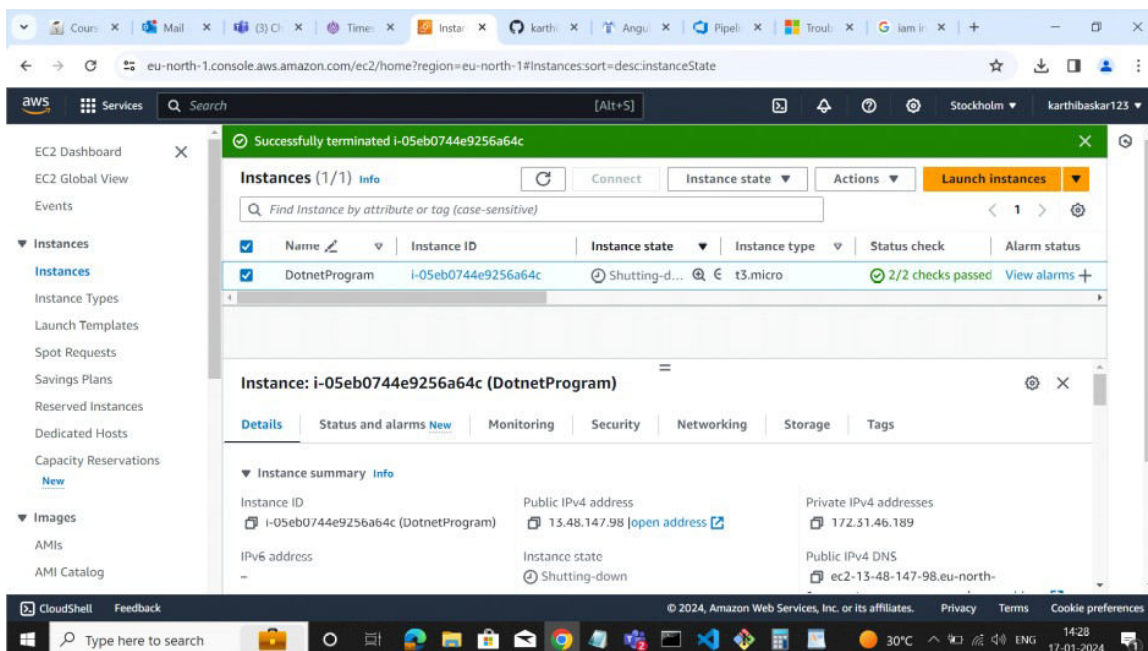 Cours Mail (3) Ch Time: Instar karthi Angul Pipeli Troubl iam in
eu-north-1.console.aws.amazon.com/ec2/home?region=eu-north-1#Instances:sort=desc:instanceState
aws Services Search [Alt+S] Stockholm karthibaskar123
EC2 Dashboard
EC2 Global View
Events
Instances
Instances
Instance Types
Launch Templates
Spot Requests
Savings Plans
Reserved Instances
Dedicated Hosts
Capacity Reservations
New
Images
AMIs
AMI Catalog
Successfully terminated i-05eb0744e9256a64c
Instances (1/1) Info Connect Instance state Actions Launch instances
Find Instance by attribute or tag (case-sensitive) 1
Name Instance ID Instance state Instance type Status check Alarm status
DotnetProgram i-05eb0744e9256a64c Shutting-d... t3.micro 2/2 checks passed View alarms +
Instance: i-05eb0744e9256a64c (DotnetProgram)
Details Status and alarms New Monitoring Security Networking Storage Tags
Instance summary Info
Instance ID Public IPv4 address Private IPv4 addresses
i-05eb0744e9256a64c (DotnetProgram) 13.48.147.98 |open address 172.31.46.189
IPv6 address Instance state Public IPv4 DNS
– Shutting-down ec2-13-48-147-98.eu-north-
CloudShell Feedback © 2024, Amazon Web Services, Inc. or its affiliates. Privacy Terms Cookie preferences
Type here to search 30°C ENG 14:28
17-01-2024